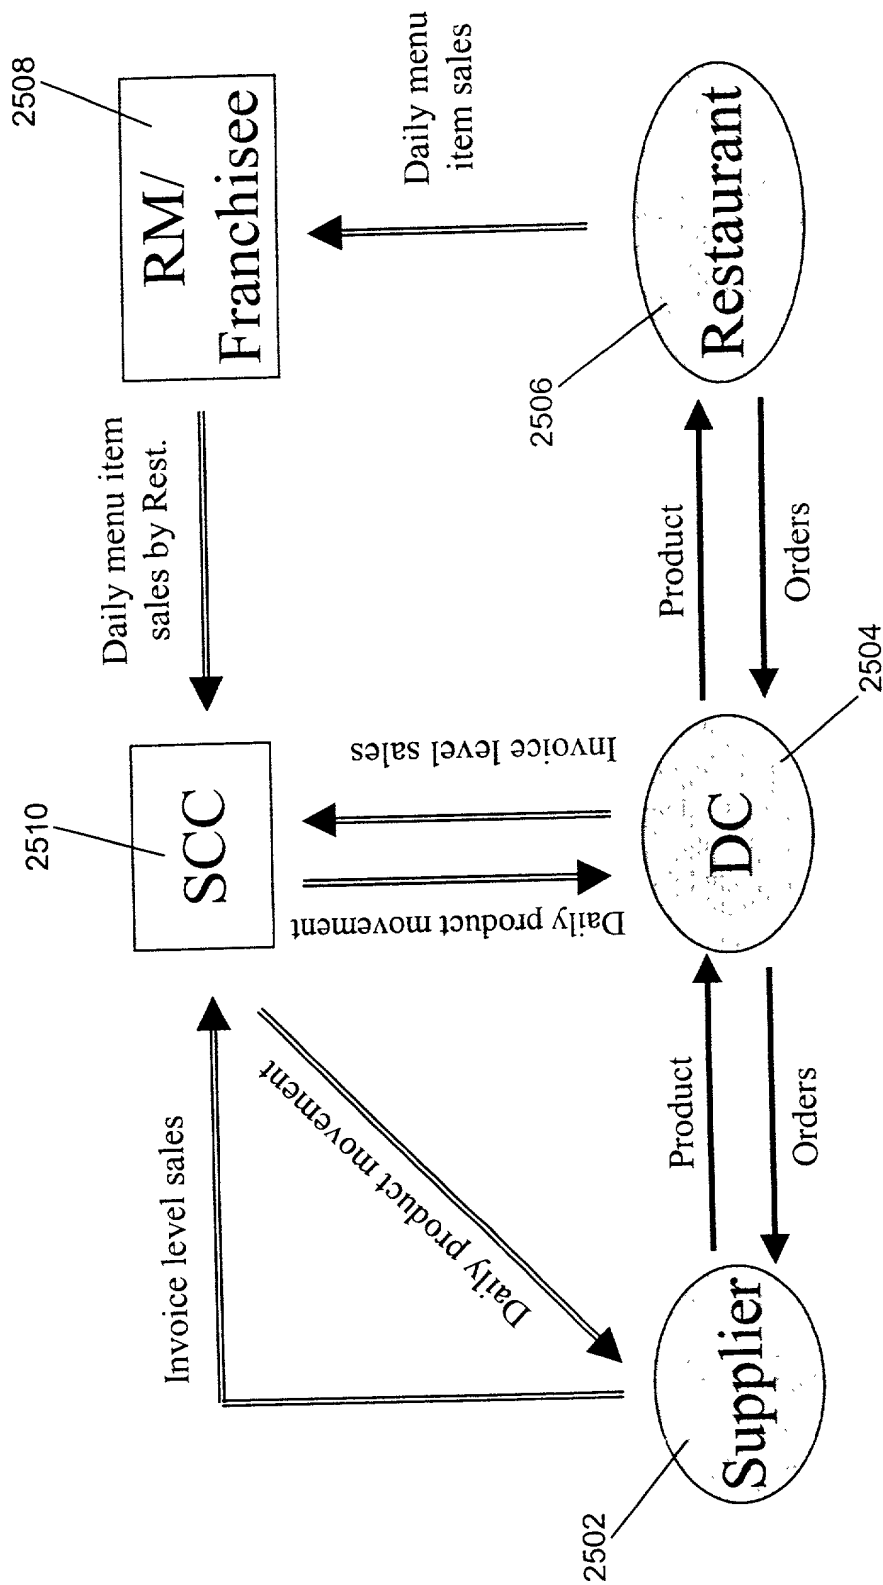 2510
SCC
Daily menu item
sales by Rest.
2508
RM/
Franchisee
Invoice level sales
Daily product movement
Daily product movement
Invoice level sales
Daily menu
item sales
2502
Supplier
Product
Orders
DC
2504
Product
Orders
2506
Restaurant